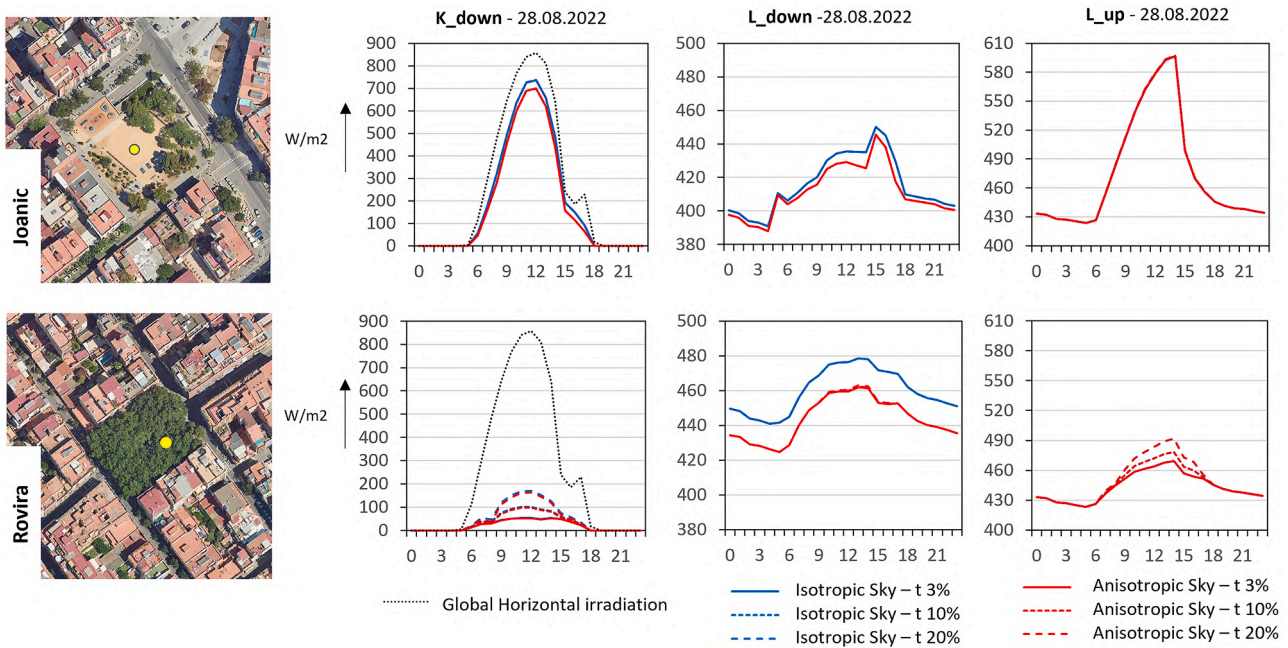 K_down - 28.08.2022
L_down -28.08.2022
L_up - 28.08.2022
Joanic
W/m2
900
800
700
600
500
400
300
200
100
0
0 3 6 9 12 15 18 21
500
480
460
440
420
400
380
0 3 6 9 12 15 18 21
610
580
550
520
490
460
430
400
0 3 6 9 12 15 18 21
Rovira
W/m2
900
800
700
600
500
400
300
200
100
0
0 3 6 9 12 15 18 21
500
480
460
440
420
400
380
0 3 6 9 12 15 18 21
610
580
550
520
490
460
430
400
0 3 6 9 12 15 18 21
Global Horizontal irradiation
Isotropic Sky – t 3%
Isotropic Sky – t 10%
Isotropic Sky – t 20%
Anisotropic Sky – t 3%
Anisotropic Sky – t 10%
Anisotropic Sky – t 20%